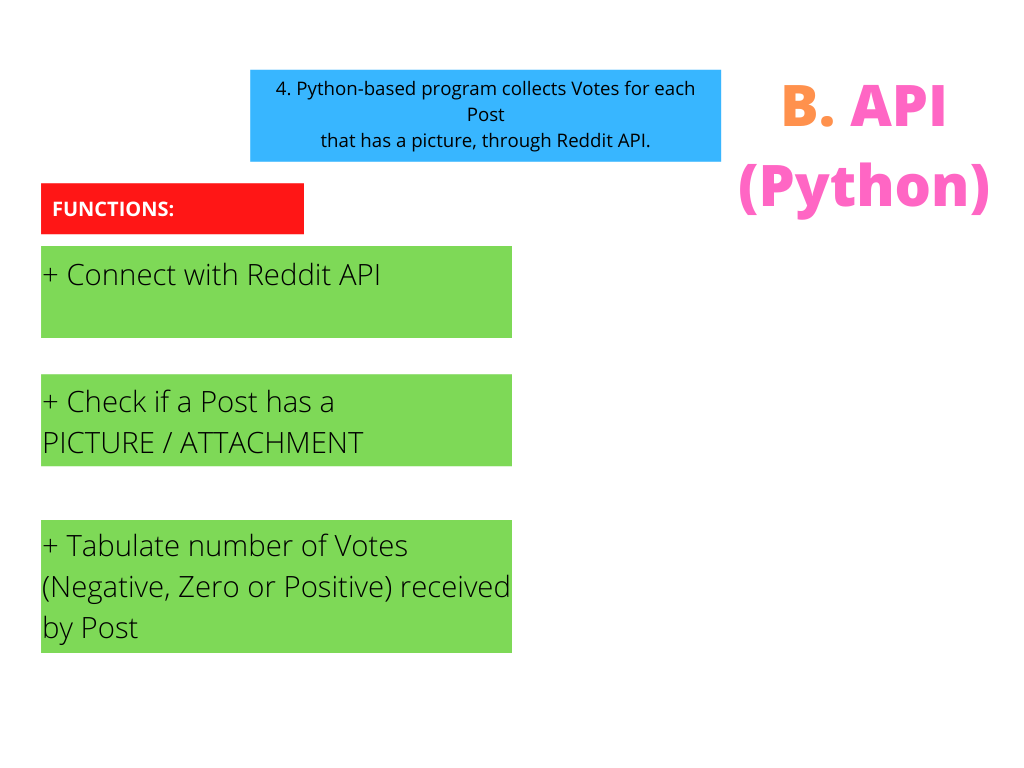 4. Python-based program collects Votes for each
Post
that has a picture, through Reddit API.
B. API
(Python)
FUNCTIONS:
+ Connect with Reddit API
+ Check if a Post has a
PICTURE / ATTACHMENT
+ Tabulate number of Votes
(Negative, Zero or Positive) received
by Post